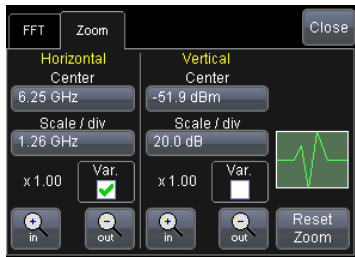 FFT Zoom Close
Horizontal Vertical
Center Center
6.25 GHz -51.9 dBm
Scale / div Scale / div
1.26 GHz 20.0 dB
x 1.00 Var. x 1.00 Var.
in out in out Reset
Zoom